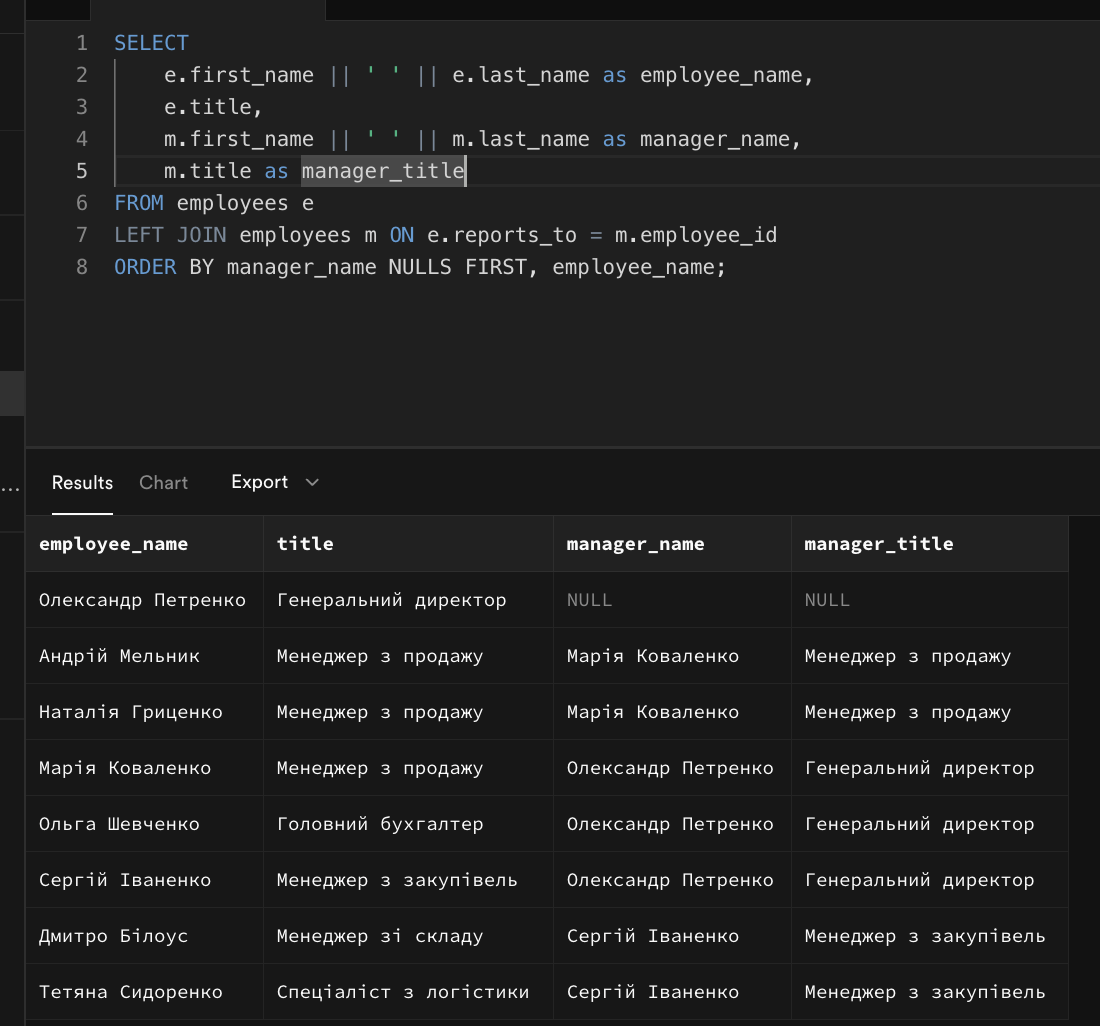 1 SELECT
2 e.first_name || ' ' || e.last_name as employee_name,
3 e.title,
4 m.first_name || ' ' || m.last_name as manager_name,
5 m.title as manager_title
6 FROM employees e
7 LEFT JOIN employees m ON e.reports_to = m.employee_id
8 ORDER BY manager_name NULLS FIRST, employee_name;
... Results Chart Export
employee_name title manager_name manager_title
Олександр Петренко Генеральний директор NULL NULL
Андрій Мельник Менеджер з продажу Марія Коваленко Менеджер з продажу
Наталія Гриценко Менеджер з продажу Марія Коваленко Менеджер з продажу
Марія Коваленко Менеджер з продажу Олександр Петренко Генеральний директор
Ольга Шевченко Головний бухгалтер Олександр Петренко Генеральний директор
Сергій Іваненко Менеджер з закупівель Олександр Петренко Генеральний директор
Дмитро Білоус Менеджер зі складу Сергій Іваненко Менеджер з закупівель
Тетяна Сидоренко Спеціаліст з логістики Сергій Іваненко Менеджер з закупівель